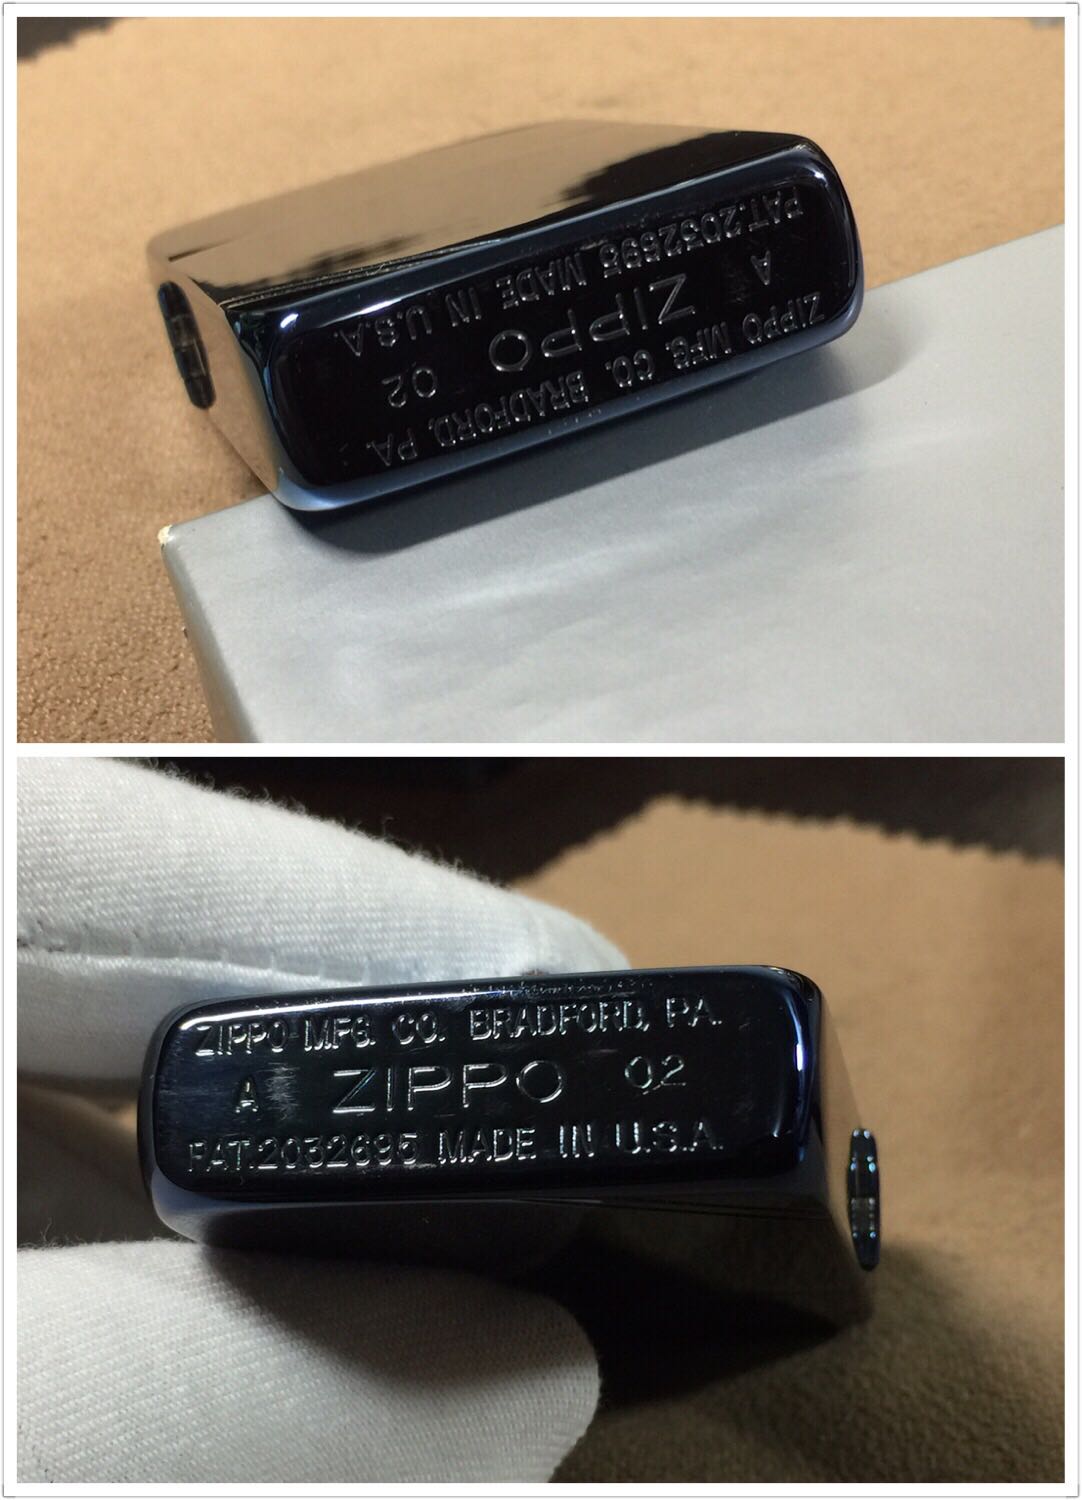 ZIPPO MFG. CO. BRADFORD, PA.
A ZIPPO 02
PAT.2032695 MADE IN U.S.A.
ZIPPO MFG. CO. BRADFORD, PA.
A ZIPPO 02
PAT.2032695 MADE IN U.S.A.